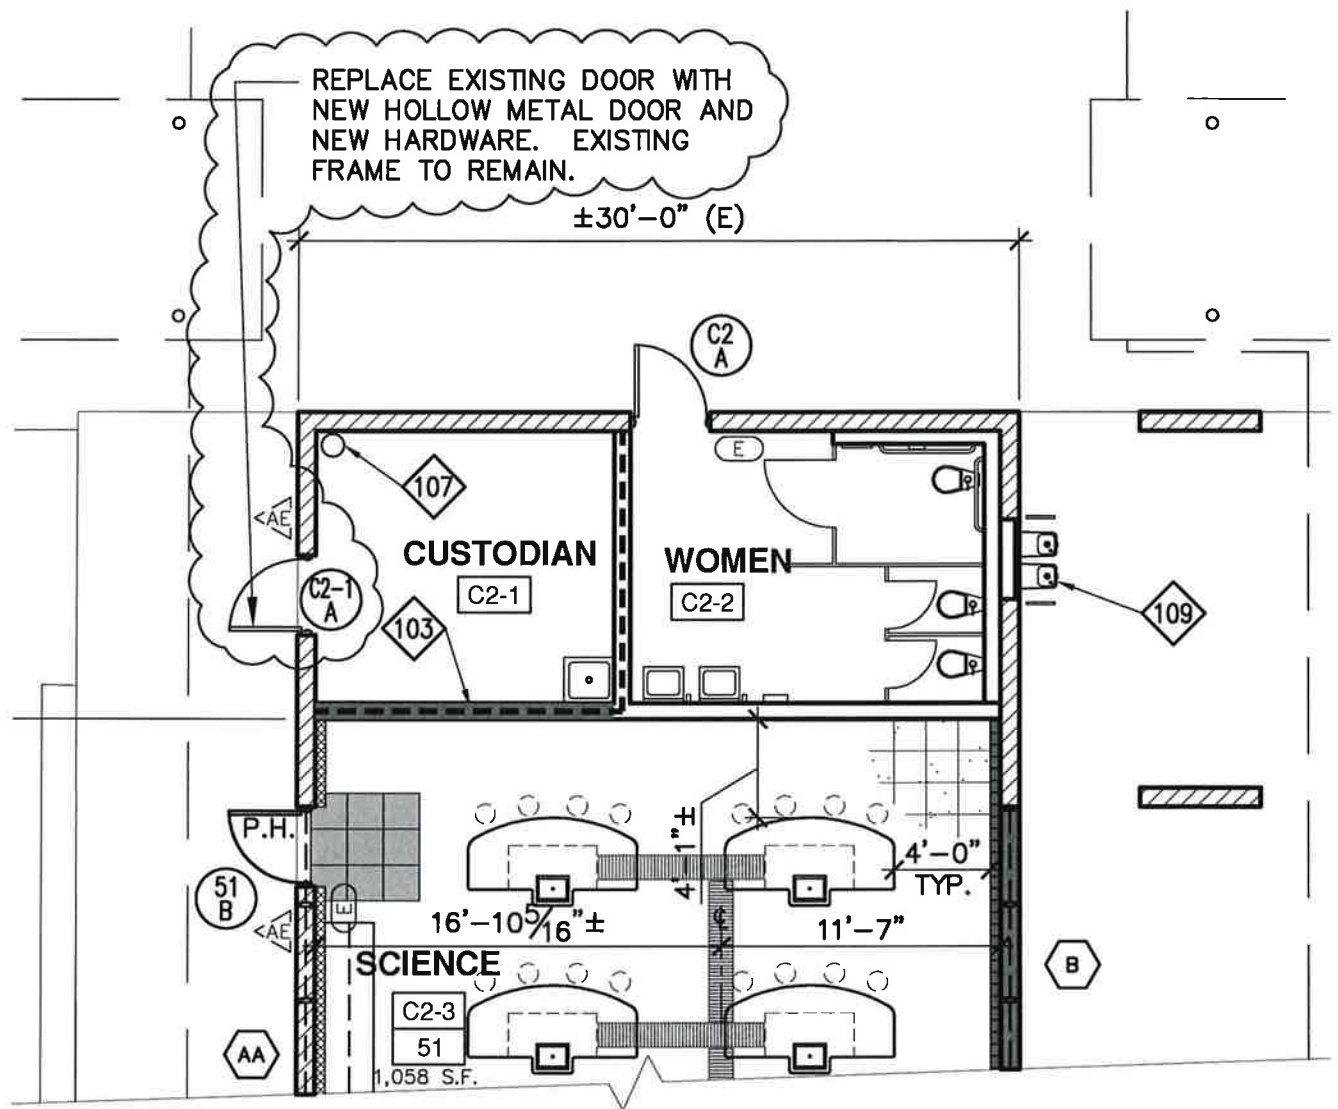 REPLACE EXISTING DOOR WITH
NEW HOLLOW METAL DOOR AND
NEW HARDWARE. EXISTING
FRAME TO REMAIN.
±30'-0" (E)
C2
A
E
107
AE
CUSTODIAN
C2-1
WOMEN
C2-2
C2-1
A
103
109
P.H.
4'-1"±
4'-0"
TYP.
51
B
E
AE
16'-10 5/16"±
℄
11'-7"
SCIENCE
B
C2-3
51
AA
1,058 S.F.